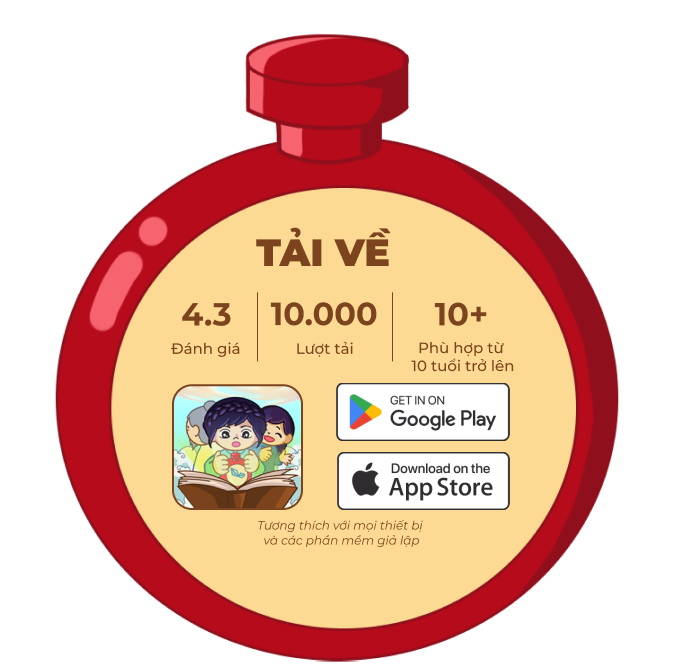 TẢI VỀ
4.3
Đánh giá
10.000
Lượt tải
10+
Phù hợp từ
10 tuổi trở lên
GET IN ON
Google Play
Download on the
App Store
Tương thích với mọi thiết bị
và các phần mềm giả lập